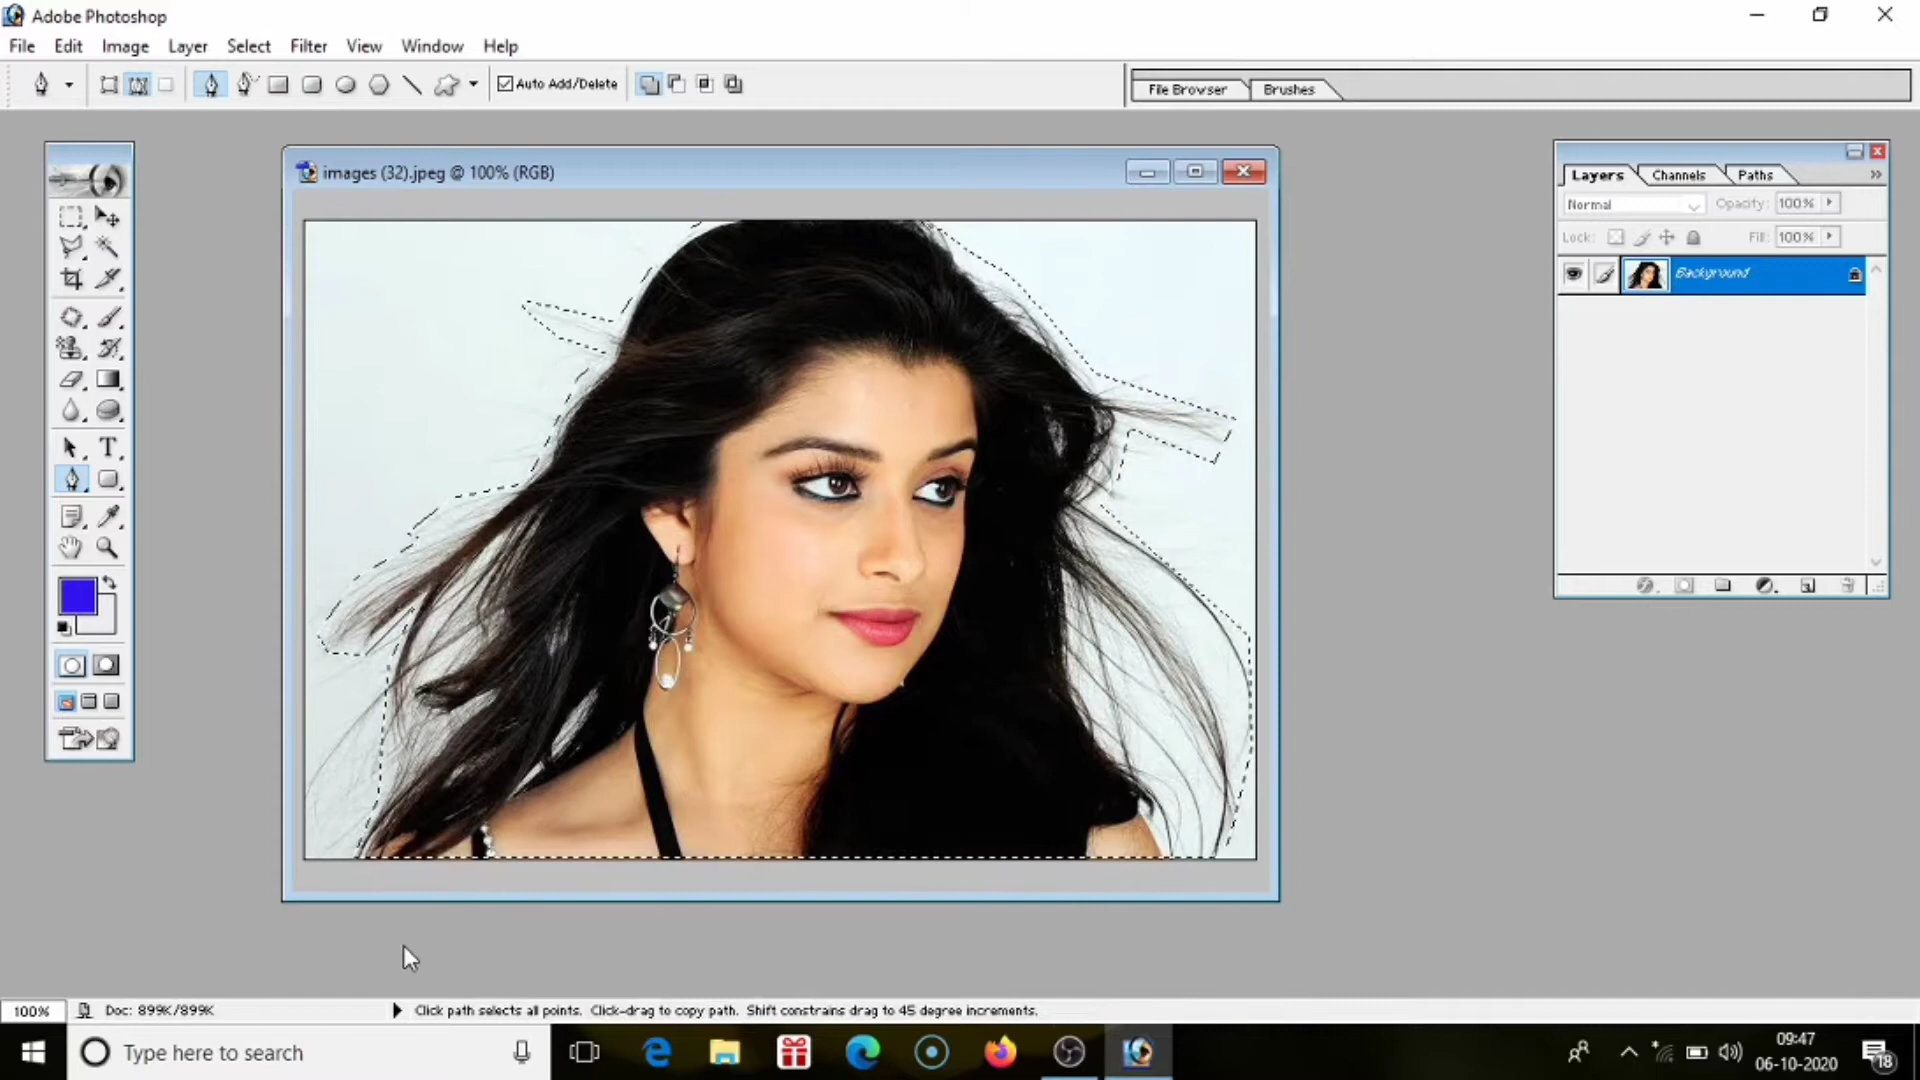 Adobe Photoshop
File Edit Image Layer Select Filter View Window Help
Auto Add/Delete
File Browser Brushes
images (32).jpeg @ 100% (RGB)
Layers Channels Paths
Normal Opacity: 100%
Lock: Fill: 100%
Background
T
100% Doc: 899K/899K Click path selects all points. Click-drag to copy path. Shift constrains drag to 45 degree increments.
Type here to search
09:47
06-10-2020
18